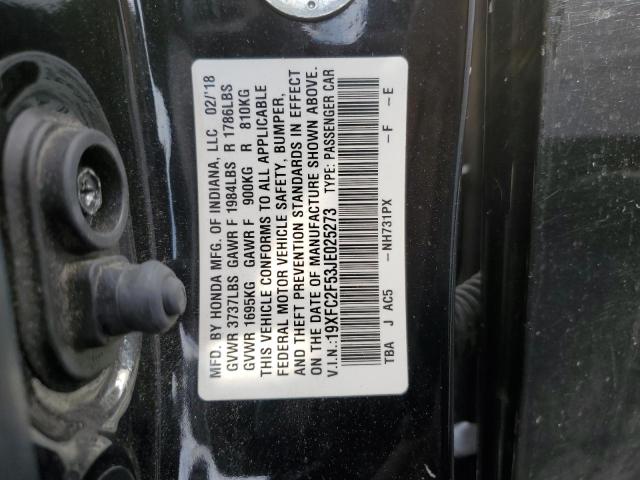 MFD. BY HONDA MFG. OF INDIANA, LLC 02/'18
GVWR 3737LBS GAWR F 1984LBS R 1786LBS
GVWR 1695KG GAWR F 900KG R 810KG
THIS VEHICLE CONFORMS TO ALL APPLICABLE
FEDERAL MOTOR VEHICLE SAFETY, BUMPER,
AND THEFT PREVENTION STANDARDS IN EFFECT
ON THE DATE OF MANUFACTURE SHOWN ABOVE.
V.I.N.:19XFC2F53JE025273 TYPE: PASSENGER CAR
TBA J AC5 -NH731PX -F -E